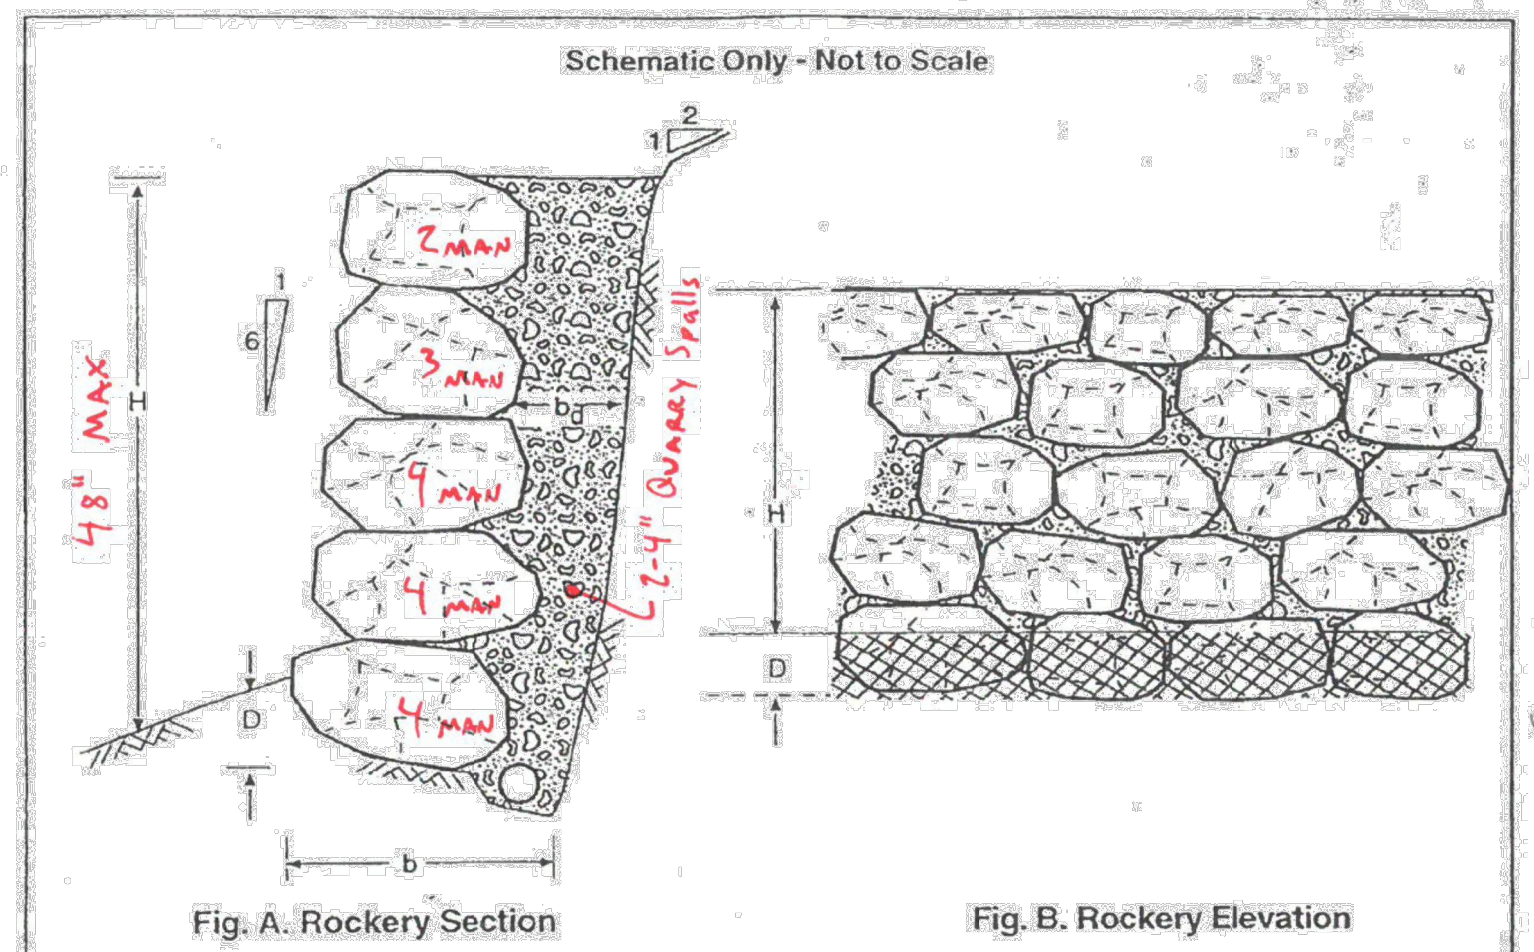 Schematic Only - Not to Scale
2
1
2 MAN
1
6
3 MAN
48" MAX
H
b
d
2-4" QUARRY Spalls
4 MAN
H
4 MAN
D
4 MAN
D
b
Fig. A. Rockery Section
Fig. B. Rockery Elevation